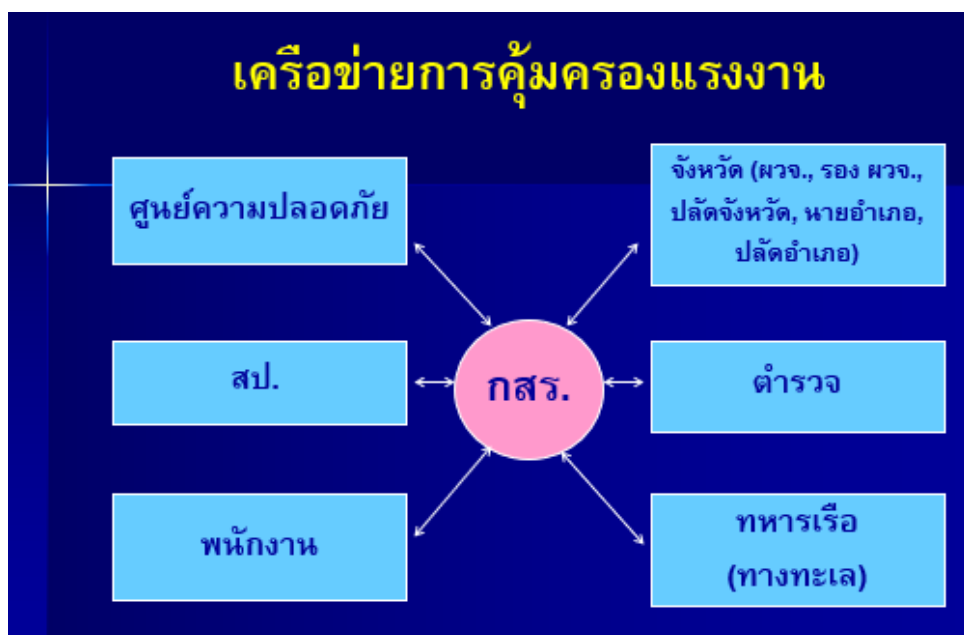 เครือข่ายการคุ้มครองแรงงาน
ศูนย์ความปลอดภัย
จังหวัด (ผวจ., รอง ผวจ.,
ปลัดจังหวัด, นายอำเภอ,
ปลัดอำเภอ)
สป.
กสร.
ตำรวจ
พนักงาน
ทหารเรือ
(ทางทะเล)